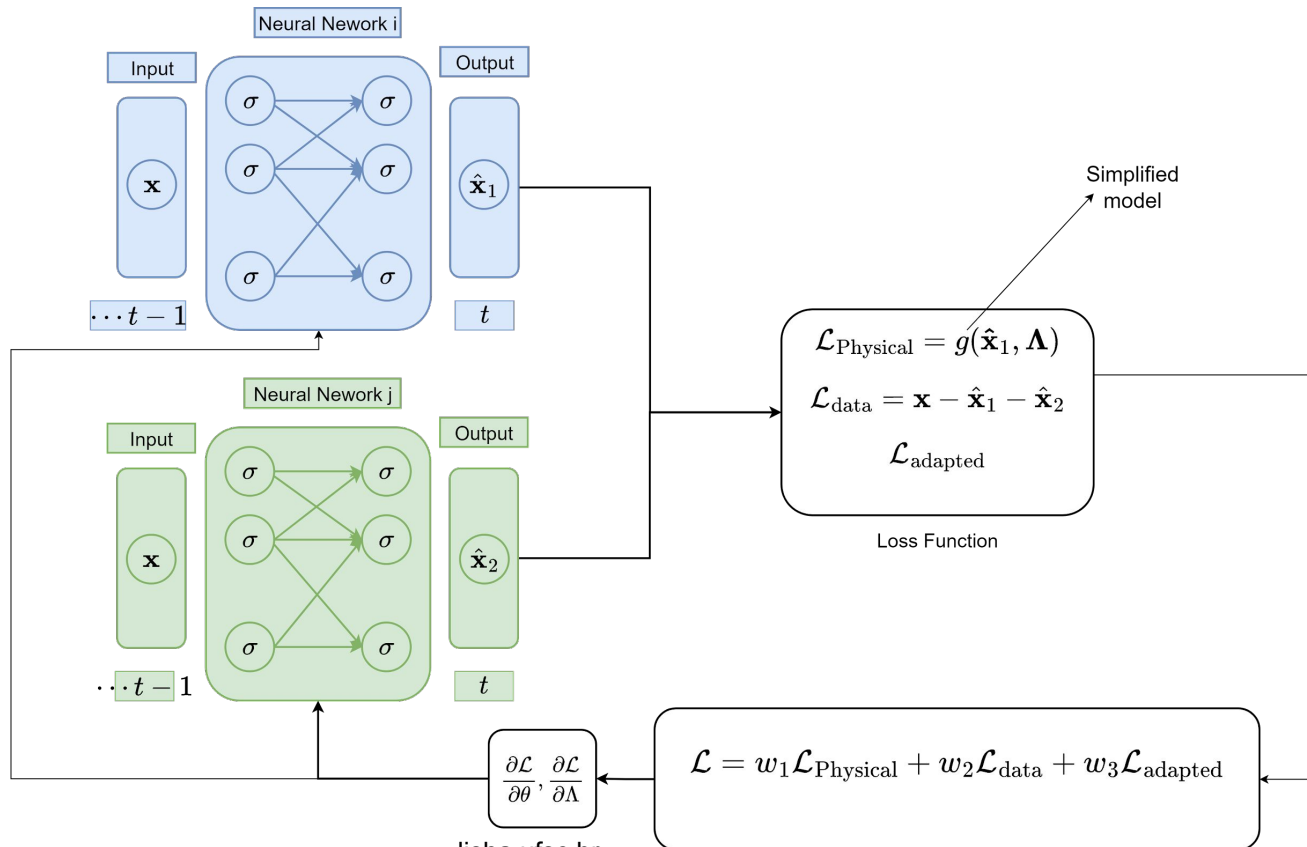 Neural Nework i
Input
Output
σ σ
σ σ
σ σ
x
x̂₁
⋯ t − 1
t
Neural Nework j
Input
Output
σ σ
σ σ
σ σ
x
x̂₂
⋯ t − 1
t
Simplified
model
ℒ_Physical = g(x̂₁, Λ)
ℒ_data = x − x̂₁ − x̂₂
ℒ_adapted
Loss Function
∂ℒ/∂θ, ∂ℒ/∂Λ
ℒ = w₁ℒ_Physical + w₂ℒ_data + w₃ℒ_adapted